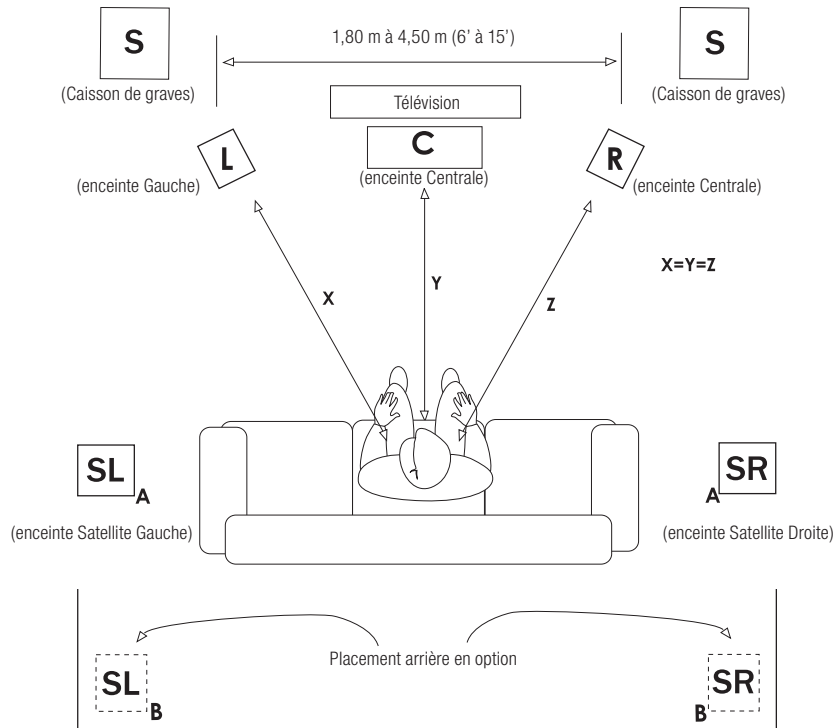 1,80 m à 4,50 m (6' à 15')
S
S
(Caisson de graves)
(Caisson de graves)
Télévision
L
C
R
(enceinte Gauche)
(enceinte Centrale)
(enceinte Centrale)
X=Y=Z
X
Y
Z
SL
A
A
SR
(enceinte Satellite Gauche)
(enceinte Satellite Droite)
Placement arrière en option
SL
B
B
SR